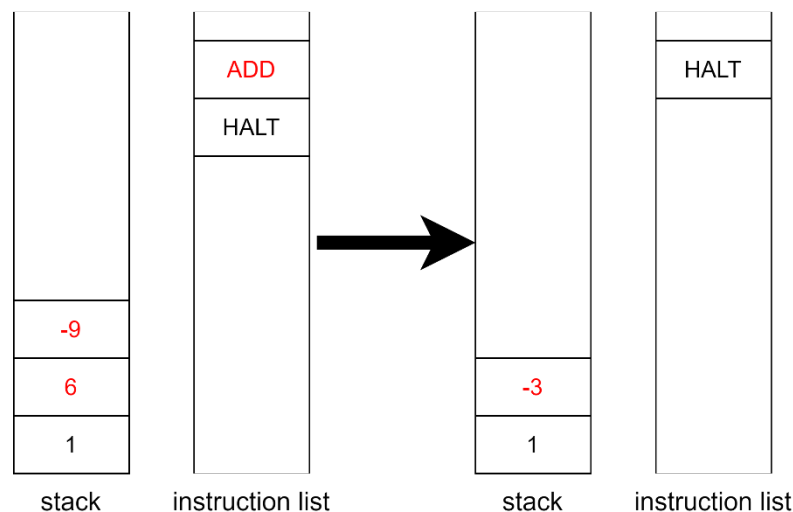 ADD
HALT
HALT
-9
6
-3
1
1
stack
instruction list
stack
instruction list